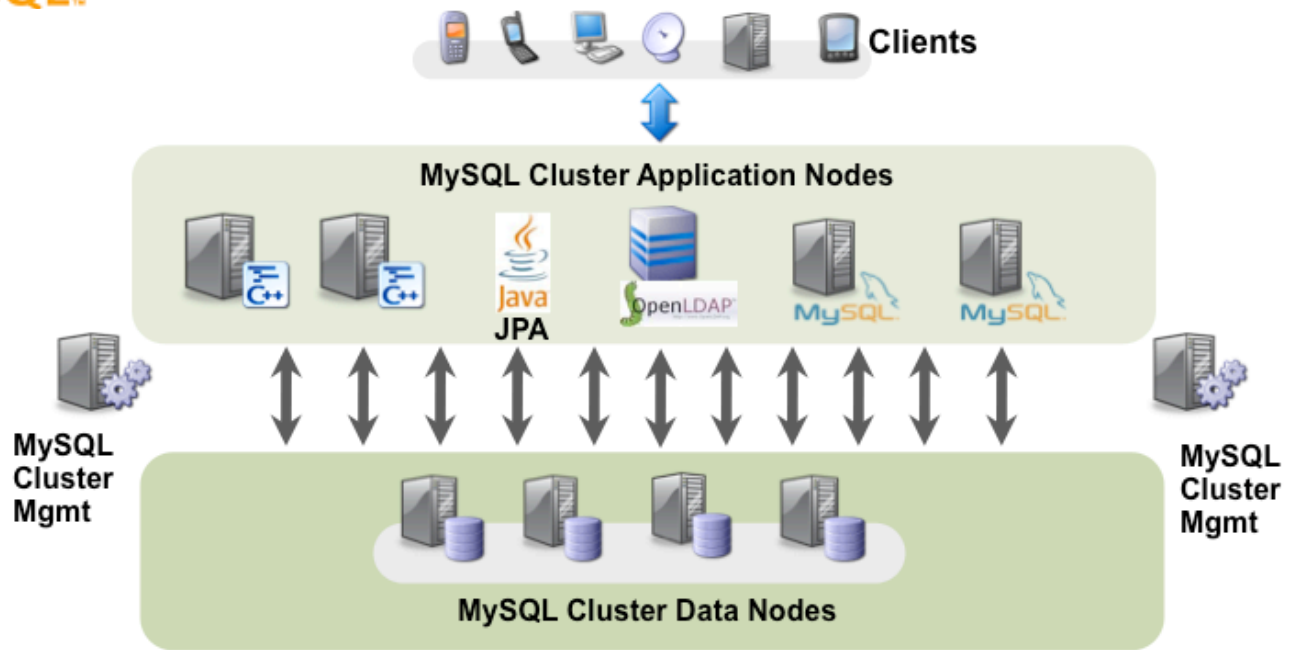 Clients
MySQL Cluster Application Nodes
C++
C++
Java
JPA
OpenLDAP
MySQL
MySQL
MySQL
Cluster
Mgmt
MySQL
Cluster
Mgmt
MySQL Cluster Data Nodes